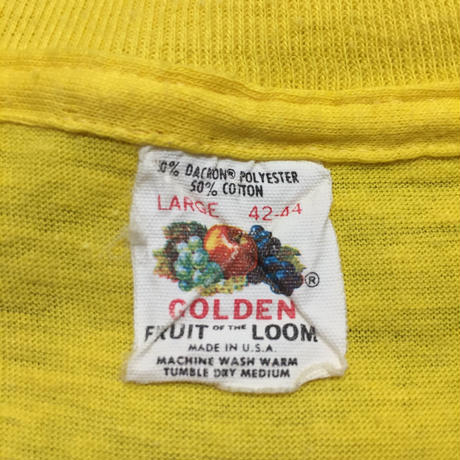 0% DACRON® POLYESTER
50% COTTON
LARGE 42-44
®
GOLDEN
FRUIT OF THE LOOM
MADE IN U.S.A.
MACHINE WASH WARM
TUMBLE DRY MEDIUM